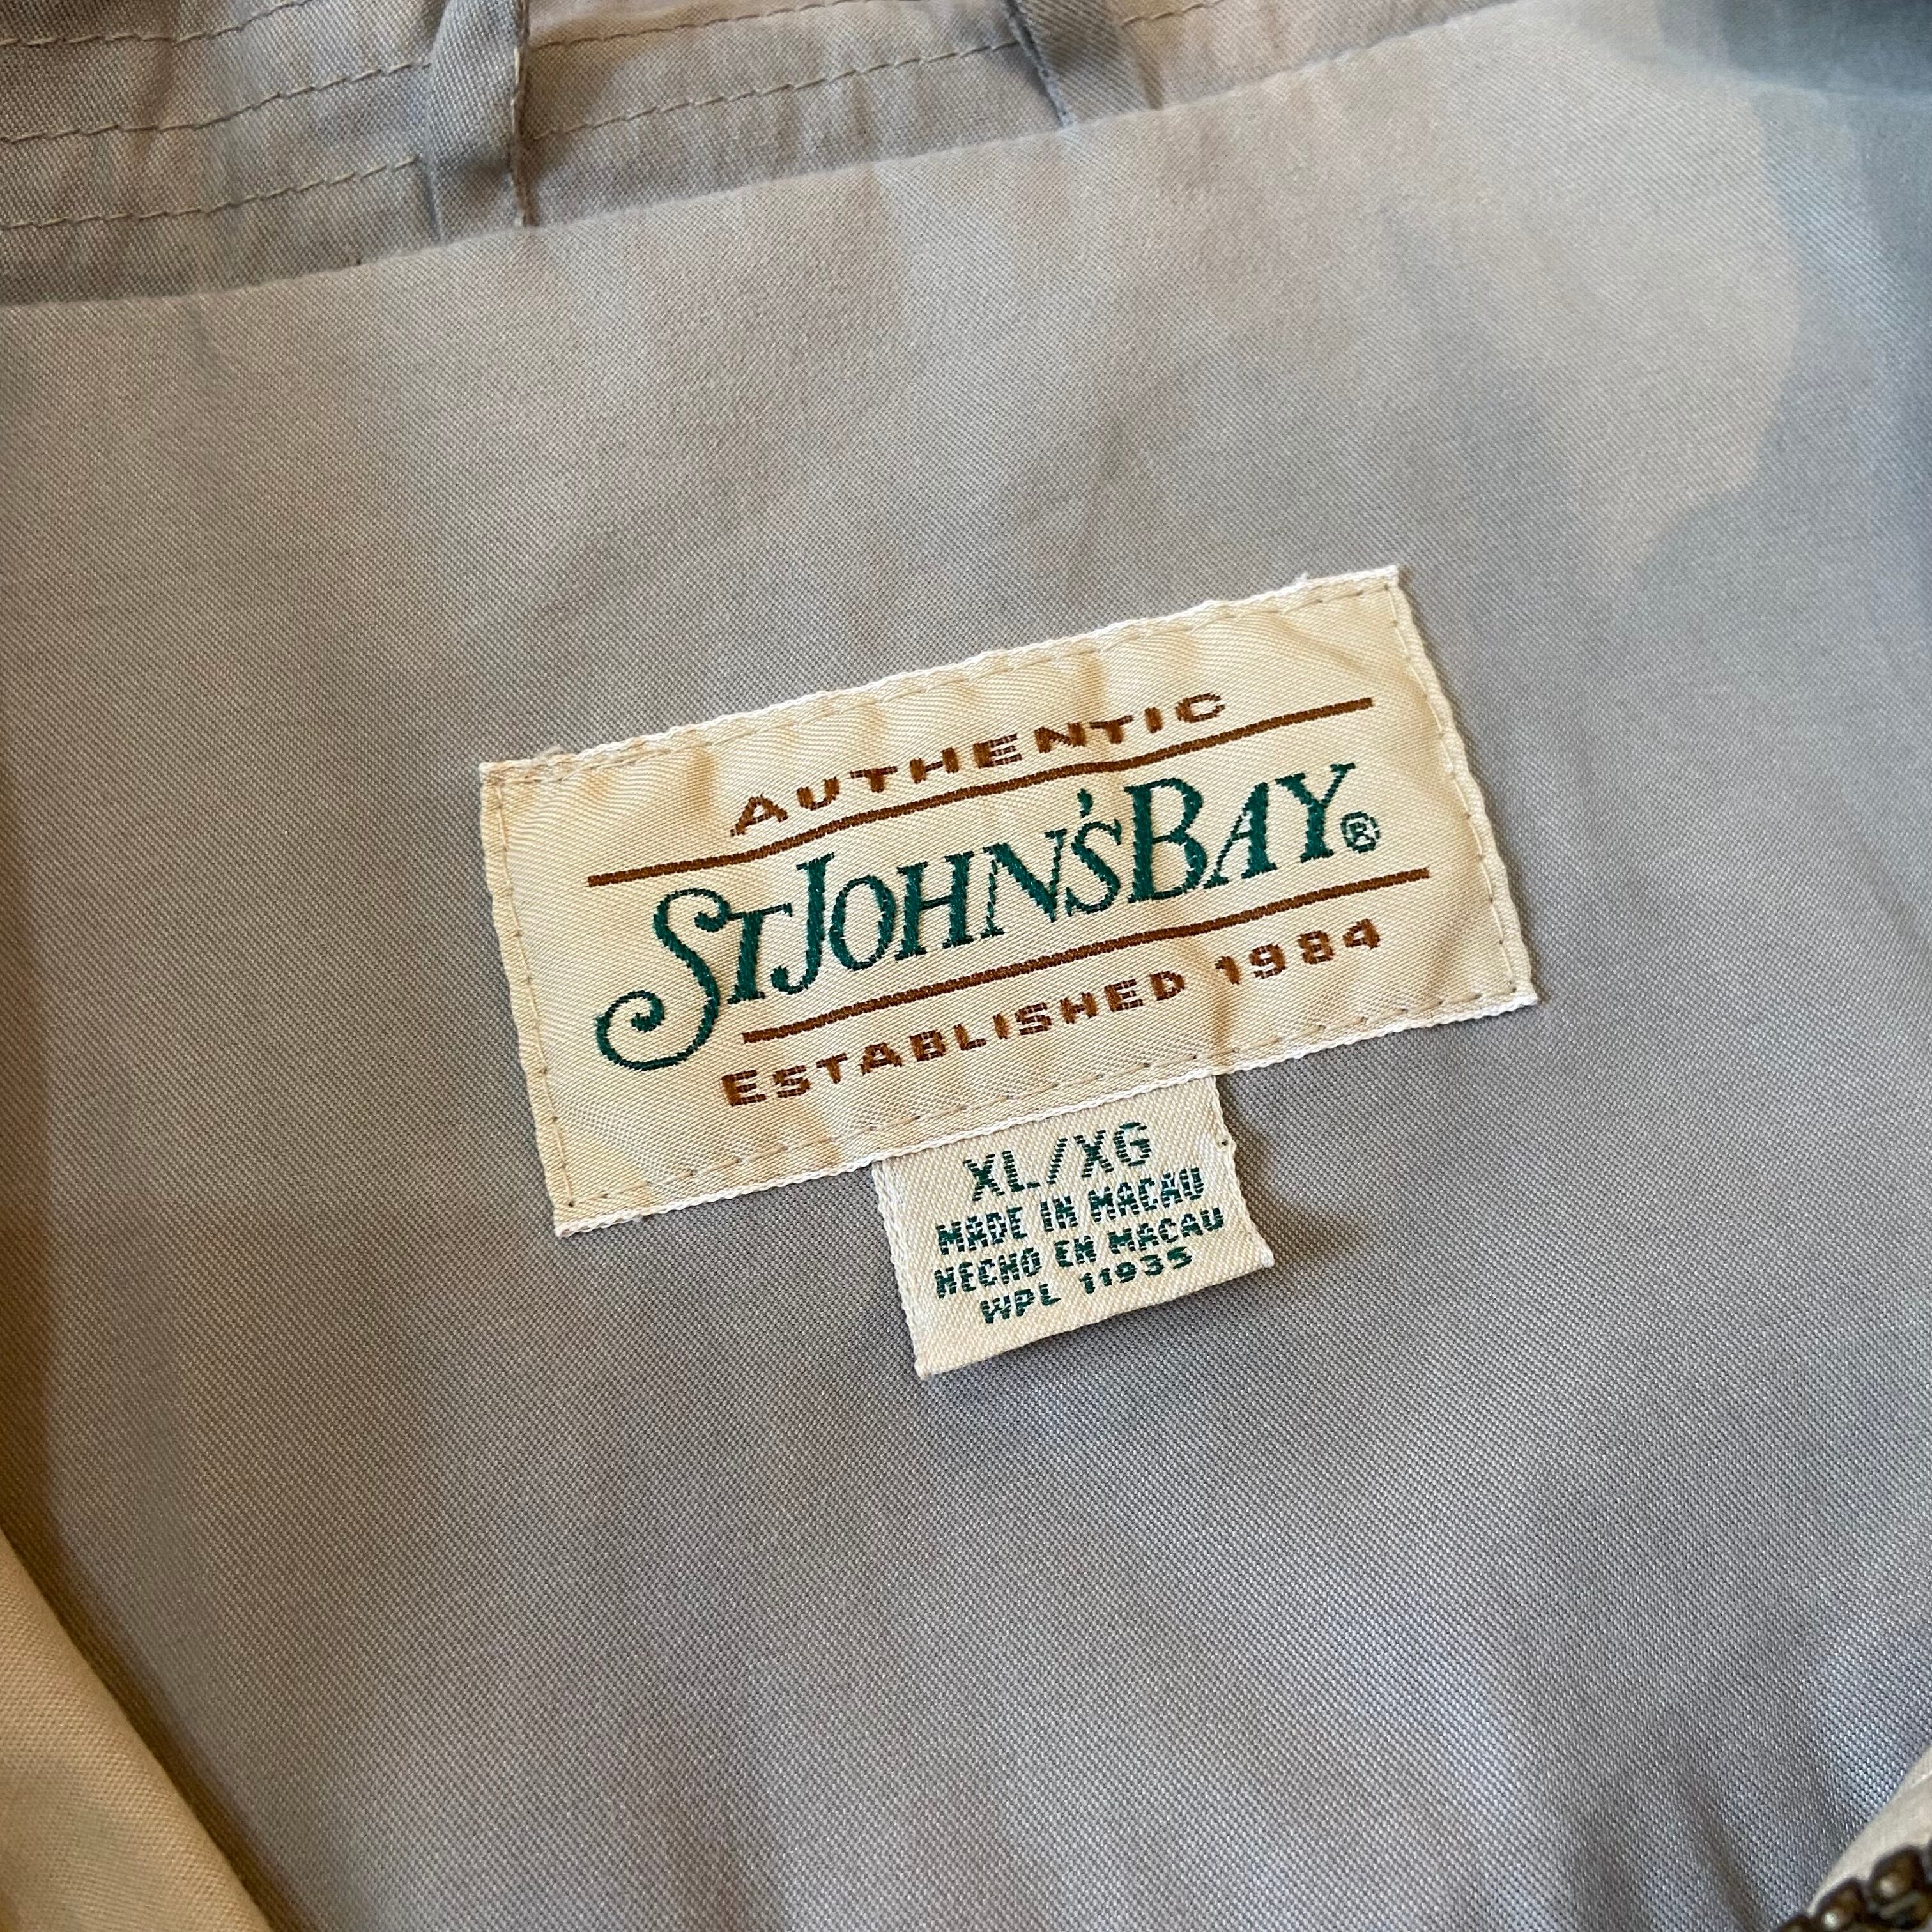 AUTHENTIC
ST JOHN'S BAY®
ESTABLISHED 1984
XL/XG
MADE IN MACAU
HECHO EN MACAU
WPL 11935